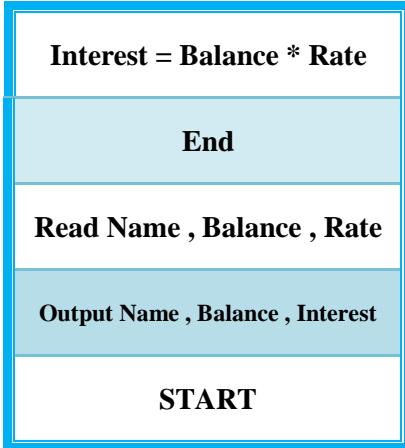 Interest = Balance * Rate
End
Read Name , Balance , Rate
Output Name , Balance , Interest
START